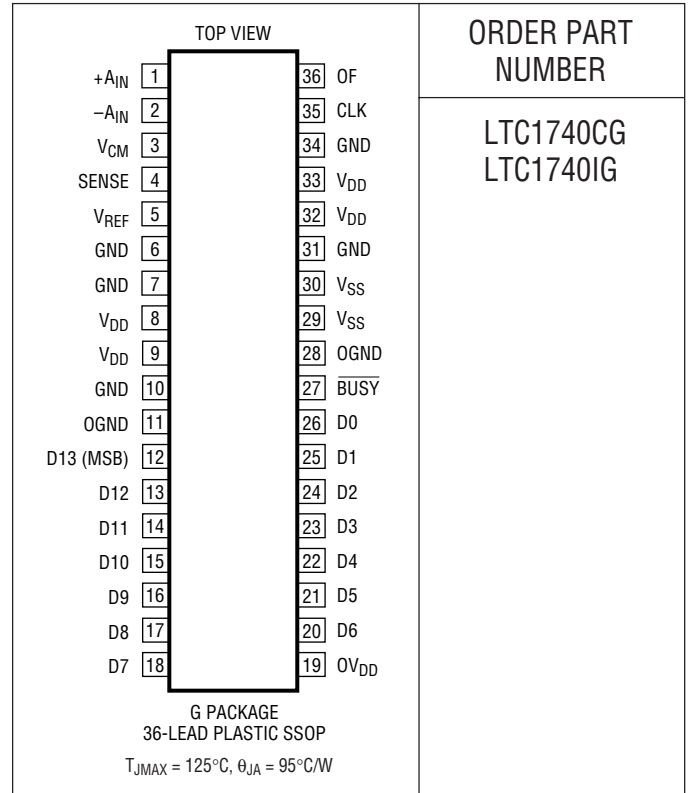 TOP VIEW
+AIN 1
–AIN 2
VCM 3
SENSE 4
VREF 5
GND 6
GND 7
VDD 8
VDD 9
GND 10
OGND 11
D13 (MSB) 12
D12 13
D11 14
D10 15
D9 16
D8 17
D7 18
36 OF
35 CLK
34 GND
33 VDD
32 VDD
31 GND
30 VSS
29 VSS
28 OGND
27 B̅U̅S̅Y̅
26 D0
25 D1
24 D2
23 D3
22 D4
21 D5
20 D6
19 OVDD
G PACKAGE
36-LEAD PLASTIC SSOP
TJMAX = 125°C, θJA = 95°C/W
ORDER PART
NUMBER
LTC1740CG
LTC1740IG